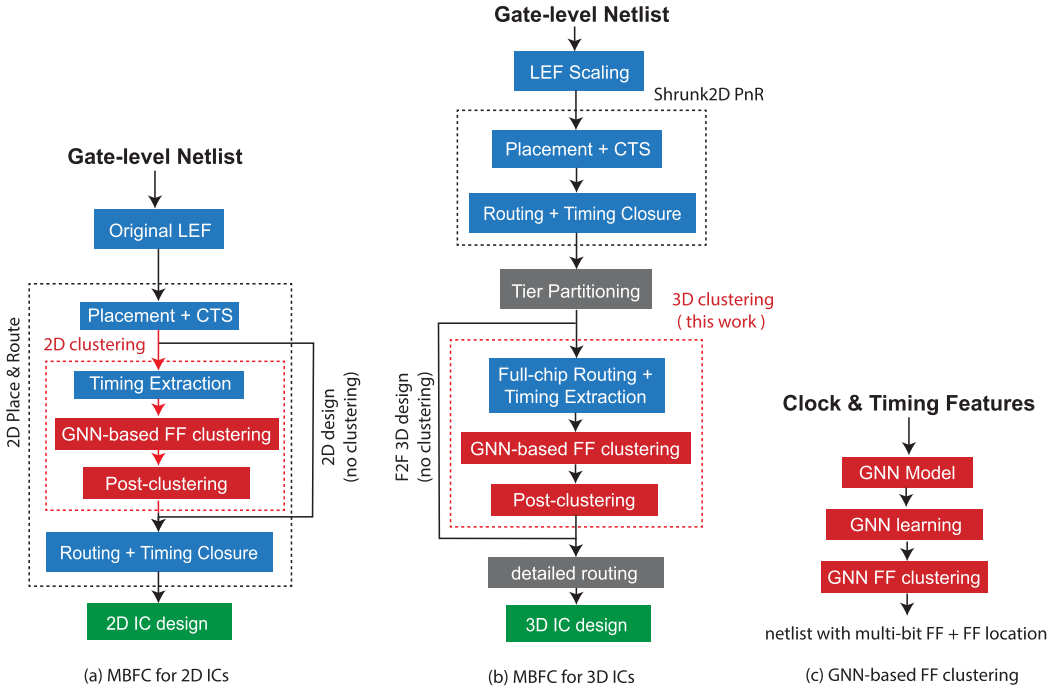 Gate-level Netlist
Original LEF
2D Place & Route
Placement + CTS
2D clustering
Timing Extraction
GNN-based FF clustering
Post-clustering
2D design
(no clustering)
Routing + Timing Closure
2D IC design
(a) MBFC for 2D ICs
Gate-level Netlist
LEF Scaling
Shrunk2D PnR
Placement + CTS
Routing + Timing Closure
Tier Partitioning
3D clustering
( this work )
F2F 3D design
(no clustering)
Full-chip Routing +
Timing Extraction
GNN-based FF clustering
Post-clustering
detailed routing
3D IC design
(b) MBFC for 3D ICs
Clock & Timing Features
GNN Model
GNN learning
GNN FF clustering
netlist with multi-bit FF + FF location
(c) GNN-based FF clustering